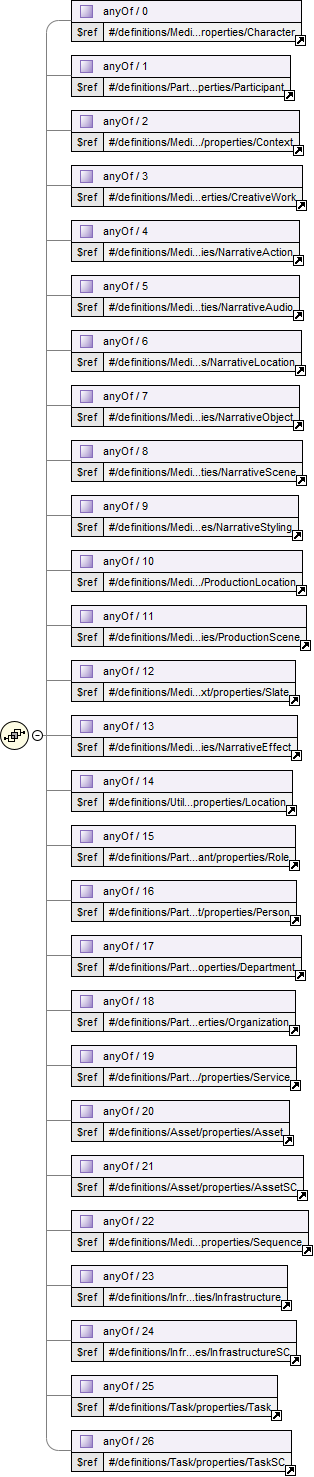 anyOf / 0
$ref #/definitions/Medi...roperties/Character
anyOf / 1
$ref #/definitions/Part...perties/Participant
anyOf / 2
$ref #/definitions/Medi.../properties/Context
anyOf / 3
$ref #/definitions/Medi...erties/CreativeWork
anyOf / 4
$ref #/definitions/Medi...ies/NarrativeAction
anyOf / 5
$ref #/definitions/Medi...ties/NarrativeAudio
anyOf / 6
$ref #/definitions/Medi...s/NarrativeLocation
anyOf / 7
$ref #/definitions/Medi...ies/NarrativeObject
anyOf / 8
$ref #/definitions/Medi...ties/NarrativeScene
anyOf / 9
$ref #/definitions/Medi...es/NarrativeStyling
anyOf / 10
$ref #/definitions/Medi.../ProductionLocation
anyOf / 11
$ref #/definitions/Medi...ies/ProductionScene
anyOf / 12
$ref #/definitions/Medi...xt/properties/Slate
anyOf / 13
$ref #/definitions/Medi...ies/NarrativeEffect
anyOf / 14
$ref #/definitions/Util...properties/Location
anyOf / 15
$ref #/definitions/Part...ant/properties/Role
anyOf / 16
$ref #/definitions/Part...t/properties/Person
anyOf / 17
$ref #/definitions/Part...operties/Department
anyOf / 18
$ref #/definitions/Part...erties/Organization
anyOf / 19
$ref #/definitions/Part.../properties/Service
anyOf / 20
$ref #/definitions/Asset/properties/Asset
anyOf / 21
$ref #/definitions/Asset/properties/AssetSC
anyOf / 22
$ref #/definitions/Medi...properties/Sequence
anyOf / 23
$ref #/definitions/Infr...ties/Infrastructure
anyOf / 24
$ref #/definitions/Infr...es/InfrastructureSC
anyOf / 25
$ref #/definitions/Task/properties/Task
anyOf / 26
$ref #/definitions/Task/properties/TaskSC